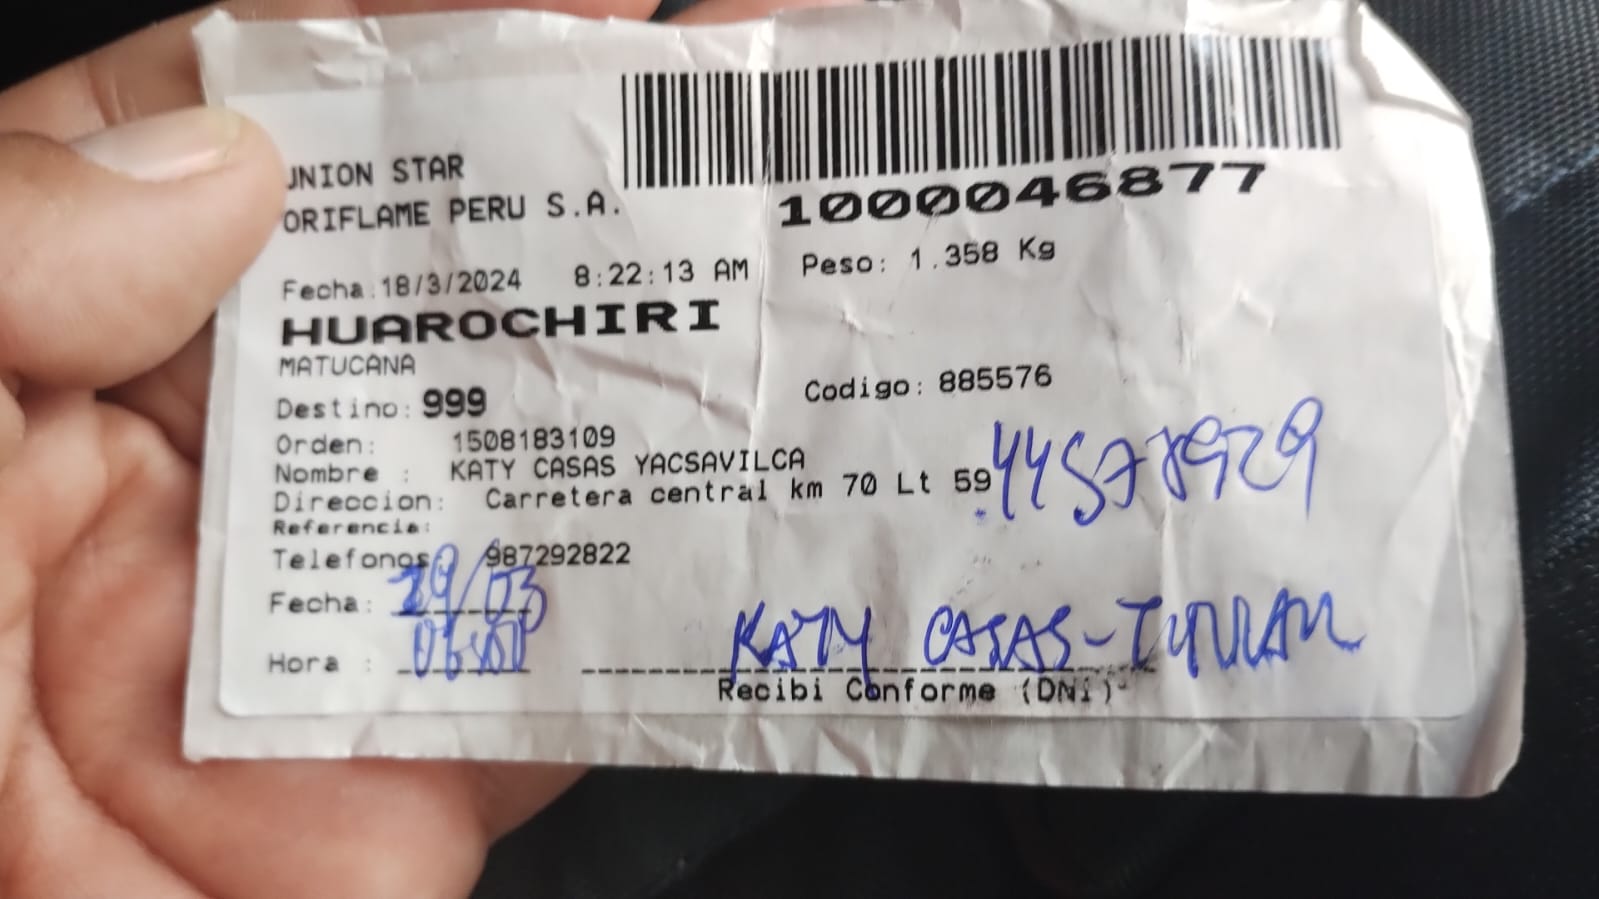 UNION STAR
ORIFLAME PERU S.A.
1000046877
Fecha:18/3/2024 8:22:13 AM Peso: 1.358 Kg
HUAROCHIRI
MATUCANA
Destino: 999 Codigo: 885576
Orden: 1508183109
Nombre : KATY CASAS YACSAVILCA
Direccion: Carretera central km 70 Lt 59
Referencia:
Telefonos 987292822
Fecha: 29/03
Hora :
KATY CASAS-
Recibi Conforme (DNi)